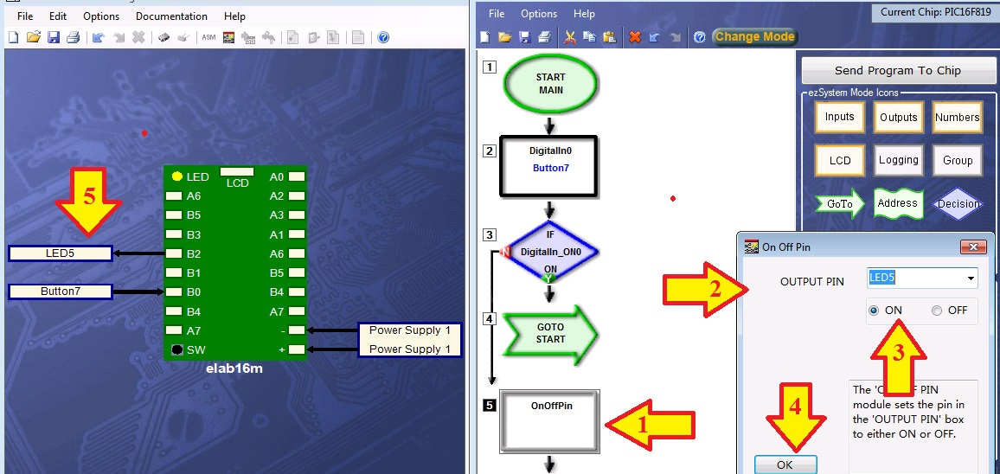 File Edit Options Documentation Help
ASM
LED
LCD
A0
A6
A2
B5
A3
B3
A1
LED5
B2
A6
B1
B5
Button7
B0
B4
B4
A7
A7
-
Power Supply 1
SW
+
Power Supply 1
elab16m
5
File Options Help
Current Chip: PIC16F819
Change Mode
1
START
MAIN
2
DigitalIn0
Button7
3
IF
DigitalIn_ON0
ON
N
Y
4
GOTO
START
5
OnOffPin
1
Send Program To Chip
ezSystem Mode Icons
Inputs Outputs Numbers
LCD Logging Group
GoTo Address Decision
On Off Pin
2
OUTPUT PIN
LED5
ON OFF
3
4
PIN
module sets the pin in
the 'OUTPUT PIN' box
to either ON or OFF.
OK